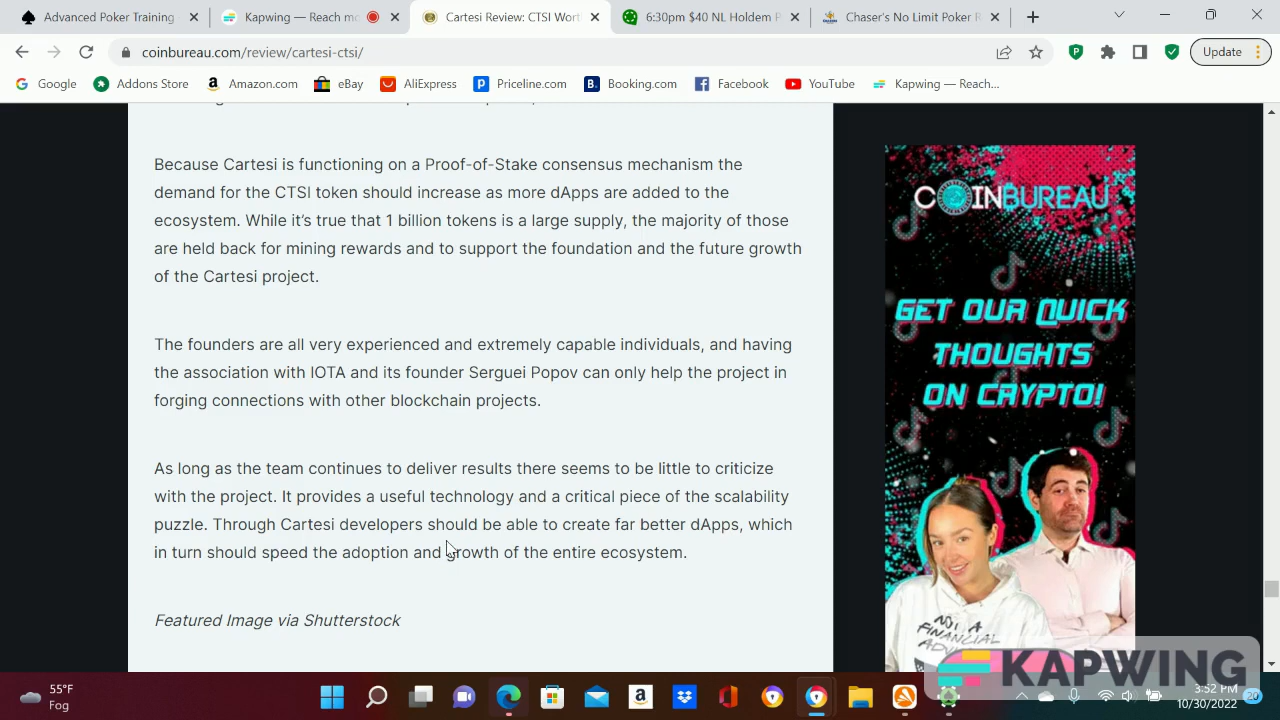 Advanced Poker Training
Kapwing — Reach mo
Cartesi Review: CTSI Wort
6:30pm $40 NL Holdem P
Chaser's No Limit Poker R
coinbureau.com/review/cartesi-ctsi/
Update
Google
Addons Store
Amazon.com
eBay
AliExpress
Priceline.com
Booking.com
Facebook
YouTube
Kapwing — Reach...
Because Cartesi is functioning on a Proof-of-Stake consensus mechanism the
demand for the CTSI token should increase as more dApps are added to the
ecosystem. While it's true that 1 billion tokens is a large supply, the majority of those
are held back for mining rewards and to support the foundation and the future growth
of the Cartesi project.
The founders are all very experienced and extremely capable individuals, and having
the association with IOTA and its founder Serguei Popov can only help the project in
forging connections with other blockchain projects.
As long as the team continues to deliver results there seems to be little to criticize
with the project. It provides a useful technology and a critical piece of the scalability
puzzle. Through Cartesi developers should be able to create far better dApps, which
in turn should speed the adoption and growth of the entire ecosystem.
Featured Image via Shutterstock
COINBUREAU
GET OUR QUICK
THOUGHTS
ON CRYPTO!
NOT A
FINANCIAL
KAPWING
55°F
Fog
3:52 PM
10/30/2022
20